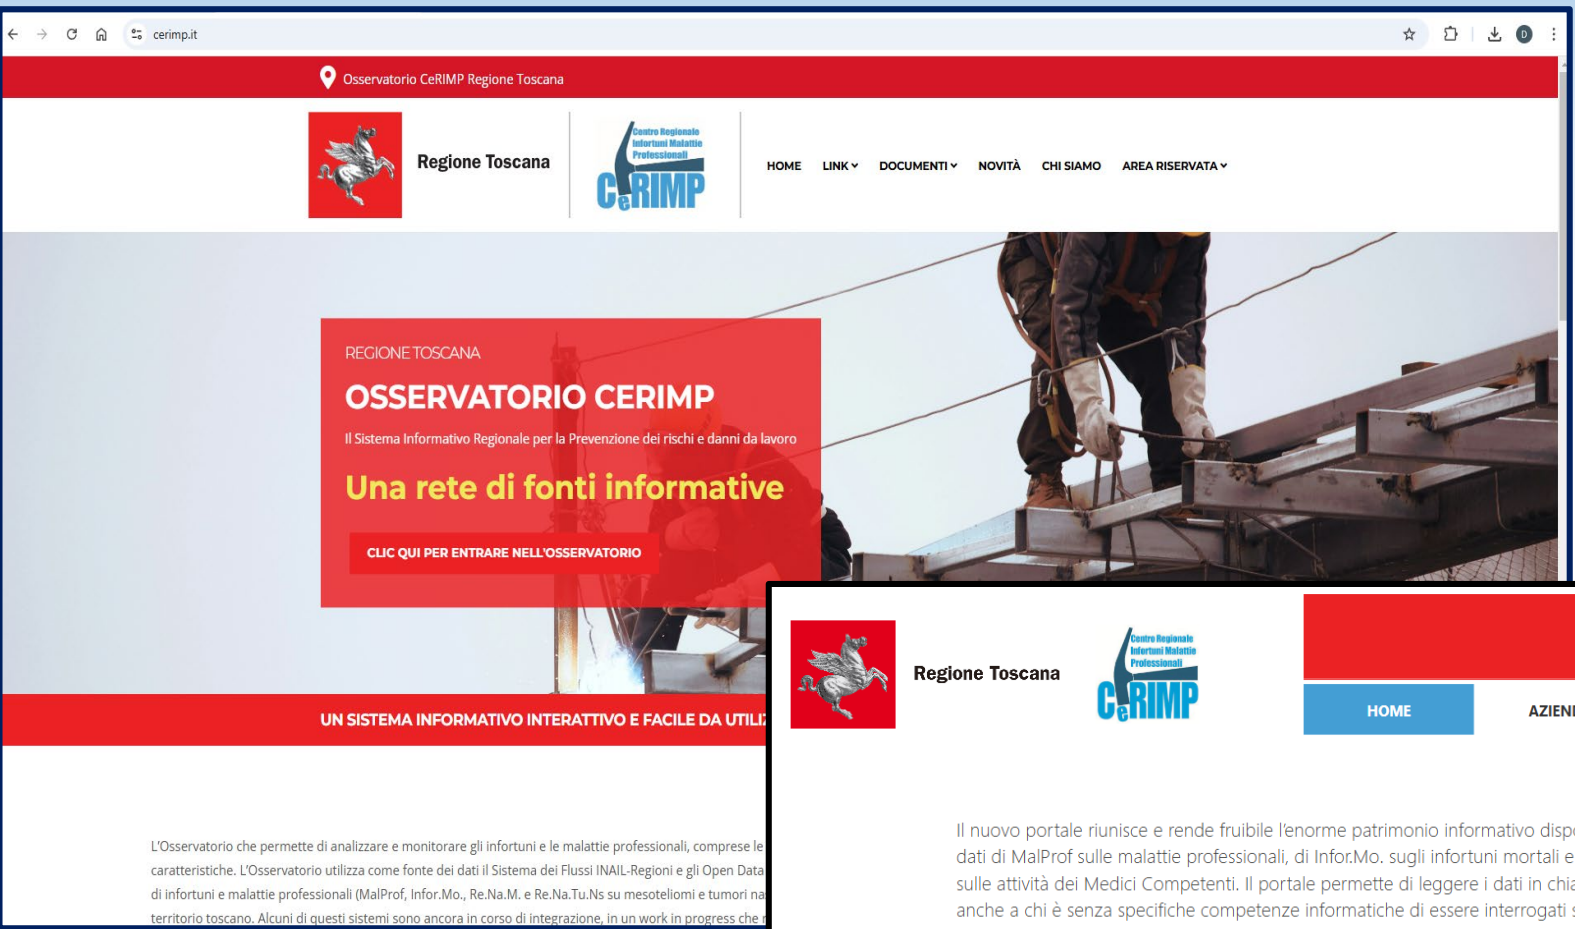 cerimp.it
D
Osservatorio CeRIMP Regione Toscana
Regione Toscana
Centro Regionale
Infortuni Malattie
Professionali
CeRIMP
HOME LINK DOCUMENTI NOVITÀ CHI SIAMO AREA RISERVATA
REGIONE TOSCANA
OSSERVATORIO CERIMP
Il Sistema Informativo Regionale per la Prevenzione dei rischi e danni da lavoro
Una rete di fonti informative
CLIC QUI PER ENTRARE NELL'OSSERVATORIO
UN SISTEMA INFORMATIVO INTERATTIVO E FACILE DA UTILI
L'Osservatorio che permette di analizzare e monitorare gli infortuni e le malattie professionali, comprese le
caratteristiche. L'Osservatorio utilizza come fonte dei dati il Sistema dei Flussi INAIL-Regioni e gli Open Data
di infortuni e malattie professionali (MalProf, Infor.Mo., Re.Na.M. e Re.Na.Tu.Ns su mesoteliomi e tumori na
territorio toscano. Alcuni di questi sistemi sono ancora in corso di integrazione, in un work in progress che
Regione Toscana
Centro Regionale
Infortuni Malattie
Professionali
CeRIMP
HOME AZIEN
Il nuovo portale riunisce e rende fruibile l'enorme patrimonio informativo dispo
dati di MalProf sulle malattie professionali, di Infor.Mo. sugli infortuni mortali e
sulle attività dei Medici Competenti. Il portale permette di leggere i dati in chia
anche a chi è senza specifiche competenze informatiche di essere interrogati s